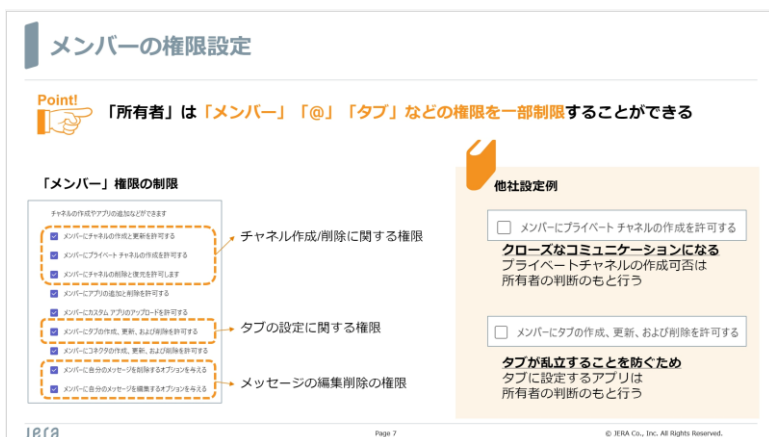 メンバーの権限設定
Point!
「所有者」は「メンバー」「@」「タブ」などの権限を一部制限することができる
「メンバー」権限の制限
チャネルの作成やアプリの追加などができます
メンバーにチャネルの作成と更新を許可する
メンバーにプライベート チャネルの作成を許可する
メンバーにチャネルの削除と復元を許可します
メンバーにアプリの追加と削除を許可する
メンバーにカスタム アプリのアップロードを許可する
メンバーにタブの作成、更新、および削除を許可する
メンバーにコネクタの作成、更新、および削除を許可する
メンバーに自分のメッセージを削除するオプションを与える
メンバーに自分のメッセージを編集するオプションを与える
チャネル作成/削除に関する権限
タブの設定に関する権限
メッセージの編集削除の権限
他社設定例
メンバーにプライベート チャネルの作成を許可する
クローズなコミュニケーションになる
プライベートチャネルの作成可否は
所有者の判断のもと行う
メンバーにタブの作成、更新、および削除を許可する
タブが乱立することを防ぐため
タブに設定するアプリは
所有者の判断のもと行う
Jera
Page 7
© JERA Co., Inc. All Rights Reserved.